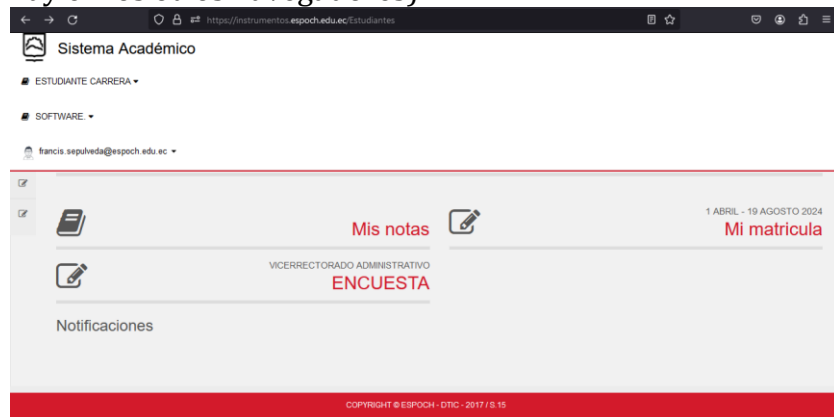 https://instrumentos.espoch.edu.ec/Estudiantes
Sistema Académico
ESTUDIANTE CARRERA
SOFTWARE.
francis.sepulveda@espoch.edu.ec
Mis notas
1 ABRIL - 19 AGOSTO 2024
Mi matricula
VICERRECTORADO ADMINISTRATIVO
ENCUESTA
Notificaciones
COPYRIGHT © ESPOCH - DTIC - 2017 / S.15